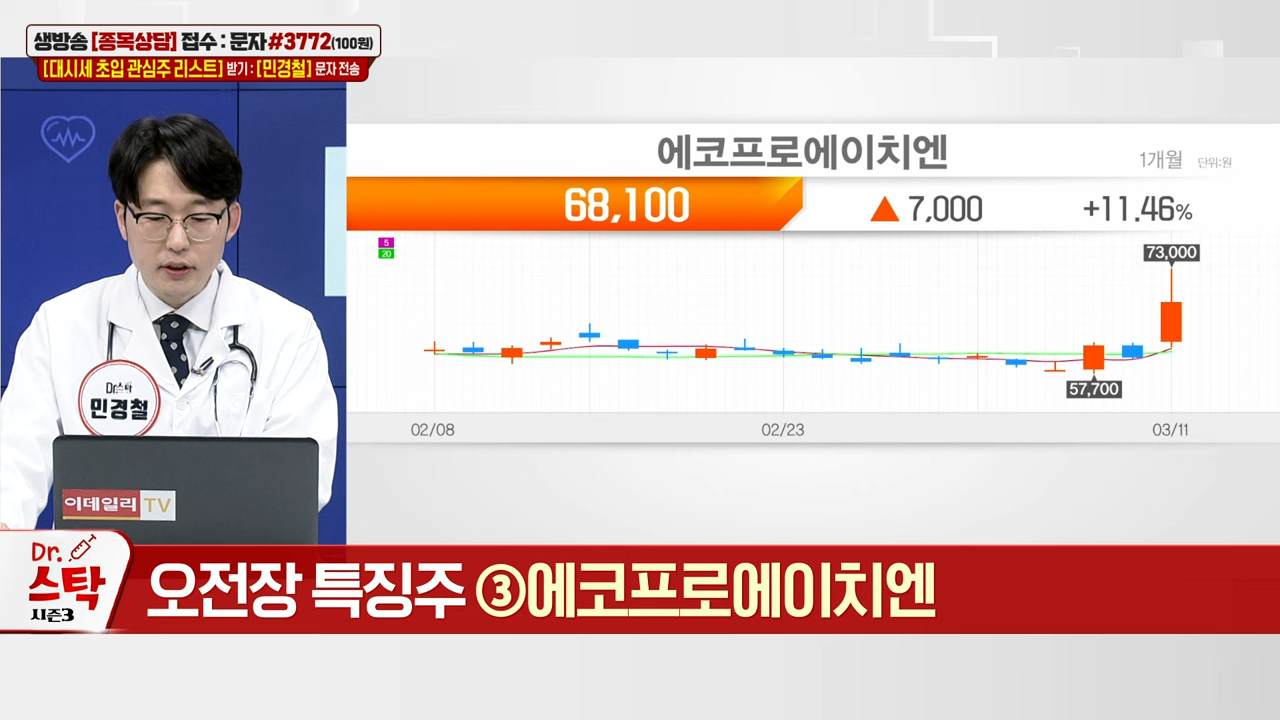 생방송 [종목상담] 접수 : 문자#3772(100원)
[대시세 초입 관심주 리스트] 받기 : [민경철] 문자 전송
에코프로에이치엔
1개월 단위:원
68,100 ▲ 7,000 +11.46%
5
20
73,000
57,700
02/08 02/23 03/11
Dr.스탁
민경철
이데일리 TV
Dr.
스탁
시즌3
오전장 특징주 ③에코프로에이치엔